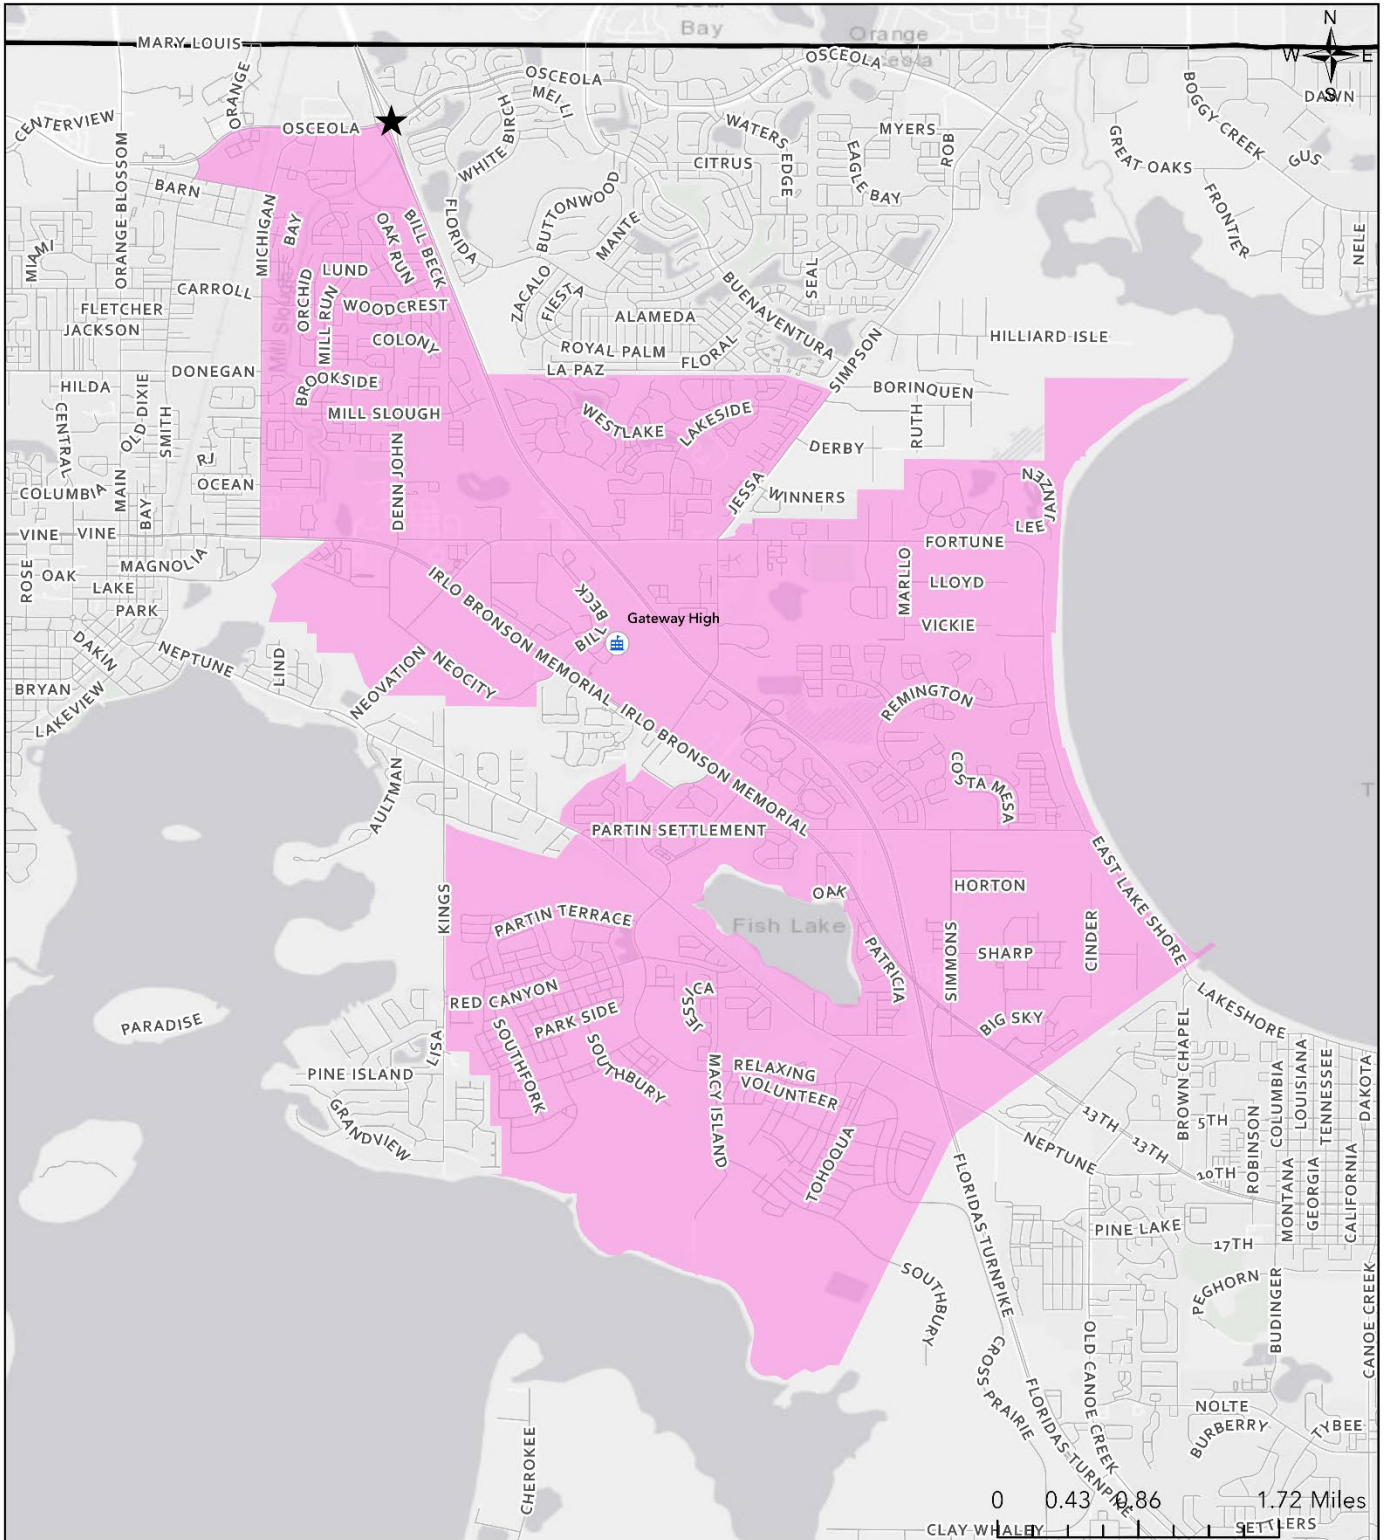 Bay
Orange
Osceola
N
W
E
S
MARY LOUIS
OSCEOLA
OSCEOLA
MEI LI
DAWN
ORANGE
CENTERVIEW
OSCEOLA
WHITE BIRCH
WATERS EDGE
MYERS
ROB
BOGGY CREEK
GUS
GREAT OAKS
ORANGE BLOSSOM
BARN
CITRUS
EAGLE BAY
FRONTIER
MICHIGAN
BAY
OAK RUN
BILL BECK
FLORIDA
BUTTONWOOD
MANTE
NELE
MIAMI
LUND
CARROLL
ORCHID
MILL RUN
WOODCREST
ZACALO
FIESTA
SEAL
BUENAVENTURA
FLETCHER
JACKSON
Mill Slough
COLONY
ALAMEDA
HILLIARD ISLE
ROYAL PALM
FLORAL
SIMPSON
DONEGAN
LA PAZ
HILDA
BROOKSIDE
BORINQUEN
CENTRAL
OLD DIXIE
SMITH
MILL SLOUGH
WESTLAKE
LAKESIDE
RUTH
DERBY
RJ
OCEAN
DENN JOHN
JESSA
WINNERS
JANZEN
LEE
COLUMBIA
MAIN
BAY
VINE
VINE
FORTUNE
MAGNOLIA
ROSE
OAK
LAKE
PARK
IRLO BRONSON MEMORIAL
BILL BECK
Gateway High
MARLLO
LLOYD
VICKIE
DAKIN
NEPTUNE
LIND
NEOVATION
NEOCITY
BRYAN
LAKEVIEW
IRLO BRONSON MEMORIAL
REMINGTON
COSTA MESA
T
AULTMAN
PARTIN SETTLEMENT
EAST LAKE SHORE
KINGS
OAK
HORTON
PARTIN TERRACE
Fish Lake
PATRICIA
SIMMONS
SHARP
CINDER
RED CANYON
JESSICA
PARADISE
PARK SIDE
BIG SKY
LAKESHORE
LISA
SOUTHFORK
SOUTHBURY
PINE ISLAND
MACY ISLAND
RELAXING
VOLUNTEER
GRANDVIEW
TOHOQUA
BROWN CHAPEL
COLUMBIA
LOUISIANA
TENNESSEE
DAKOTA
13TH
13TH
5TH
10TH
ROBINSON
NEPTUNE
MONTANA
GEORGIA
CALIFORNIA
FLORIDAS TURNPIKE
PINE LAKE
17TH
SOUTHBURY
PEGHORN
BUDINGER
CANOE CREEK
CROSS PRAIRIE
OLD CANOE CREEK
FLORIDAS TURNPIKE
NOLTE
BURBERRY
TYBEE
CHEROKEE
0 0.43 0.86 1.72 Miles
CLAY WHALEY
SETTLERS